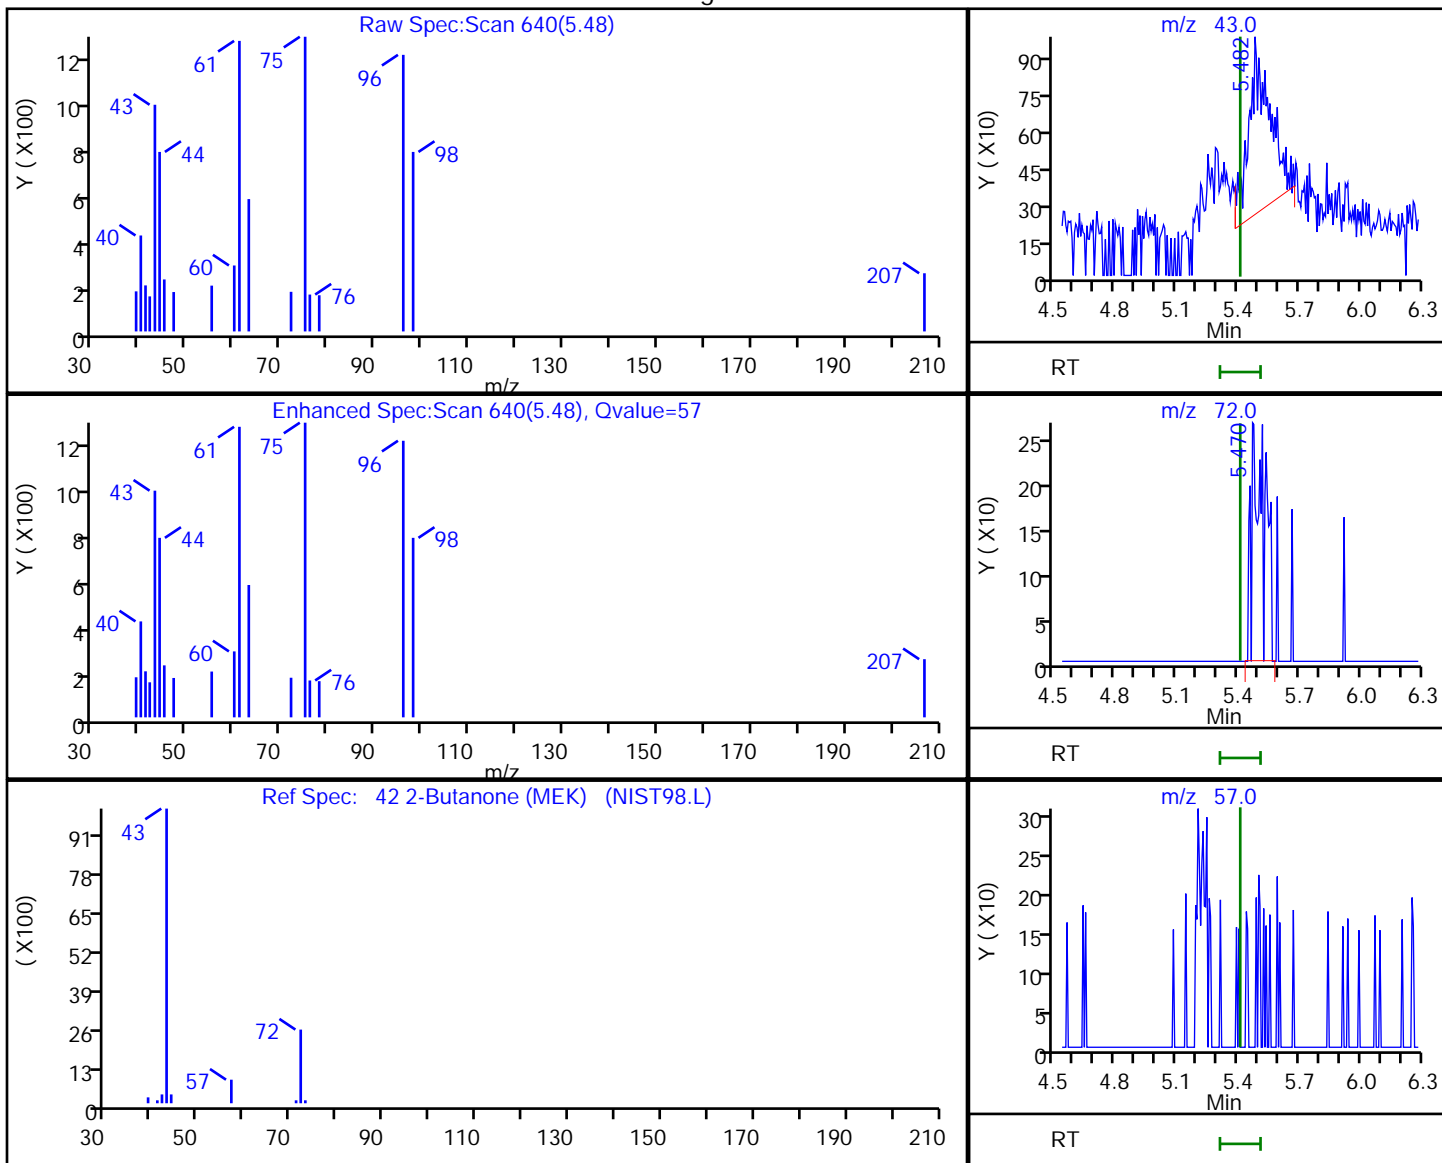 Raw Spec:Scan 640(5.48)
Y ( X100)
12
10
8
6
4
2
0
43
44
40
61
60
75
76
96
98
207
30 50 70 90 110 130 150 170 190 210
m/z
m/z 43.0
Y ( X10)
90
75
60
45
30
15
0
5.482
4.5 4.8 5.1 5.4 5.7 6.0 6.3
Min
RT
Enhanced Spec:Scan 640(5.48), Qvalue=57
Y ( X100)
12
10
8
6
4
2
0
43
44
40
61
60
75
76
96
98
207
30 50 70 90 110 130 150 170 190 210
m/z
m/z 72.0
Y ( X10)
25
20
15
10
5
0
5.470
4.5 4.8 5.1 5.4 5.7 6.0 6.3
Min
RT
Ref Spec: 42 2-Butanone (MEK) (NIST98.L)
( X100)
91
78
65
52
39
26
13
0
43
57
72
30 50 70 90 110 130 150 170 190 210
m/z 57.0
Y ( X10)
30
25
20
15
10
5
0
4.5 4.8 5.1 5.4 5.7 6.0 6.3
Min
RT